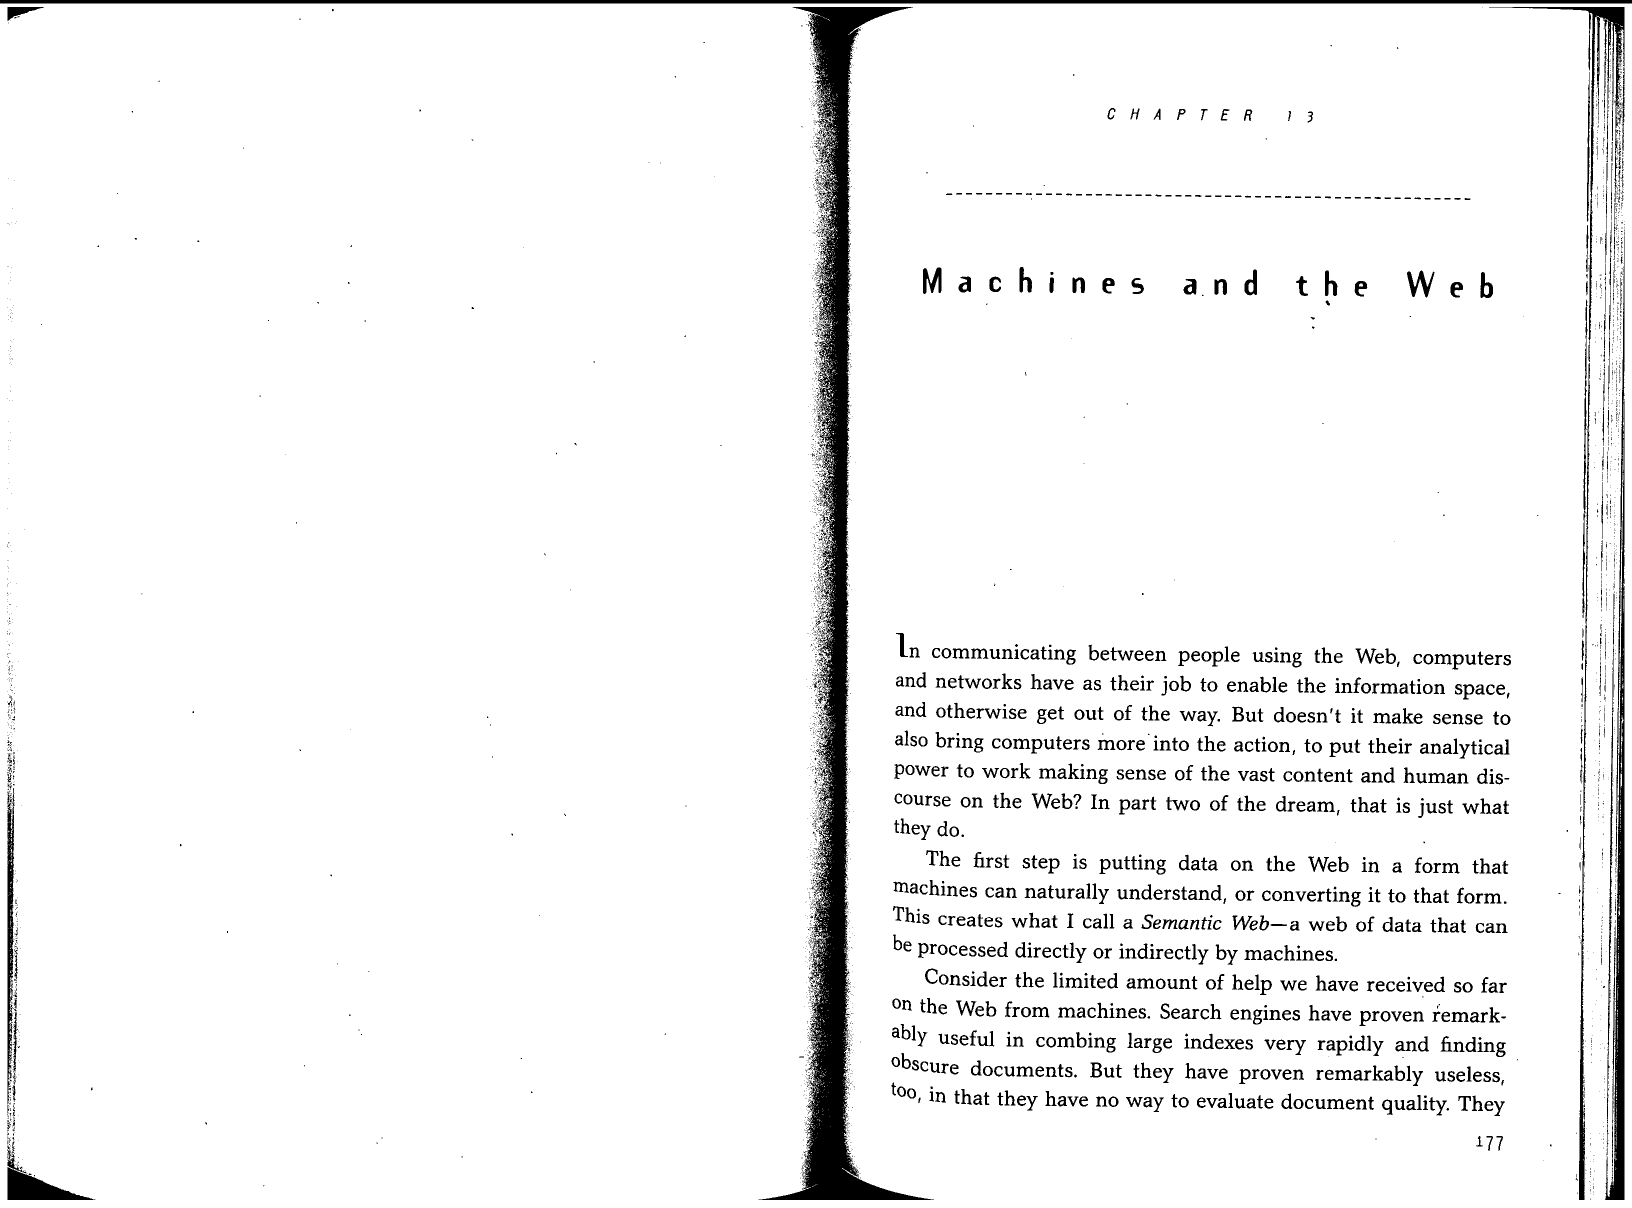 CHAPTER 13
Machines and the Web
In communicating between people using the Web, computers
and networks have as their job to enable the information space,
and otherwise get out of the way. But doesn't it make sense to
also bring computers more into the action, to put their analytical
power to work making sense of the vast content and human dis-
course on the Web? In part two of the dream, that is just what
they do.
The first step is putting data on the Web in a form that
machines can naturally understand, or converting it to that form.
This creates what I call a Semantic Web—a web of data that can
be processed directly or indirectly by machines.
Consider the limited amount of help we have received so far
on the Web from machines. Search engines have proven remark-
ably useful in combing large indexes very rapidly and finding
obscure documents. But they have proven remarkably useless,
too, in that they have no way to evaluate document quality. They
177